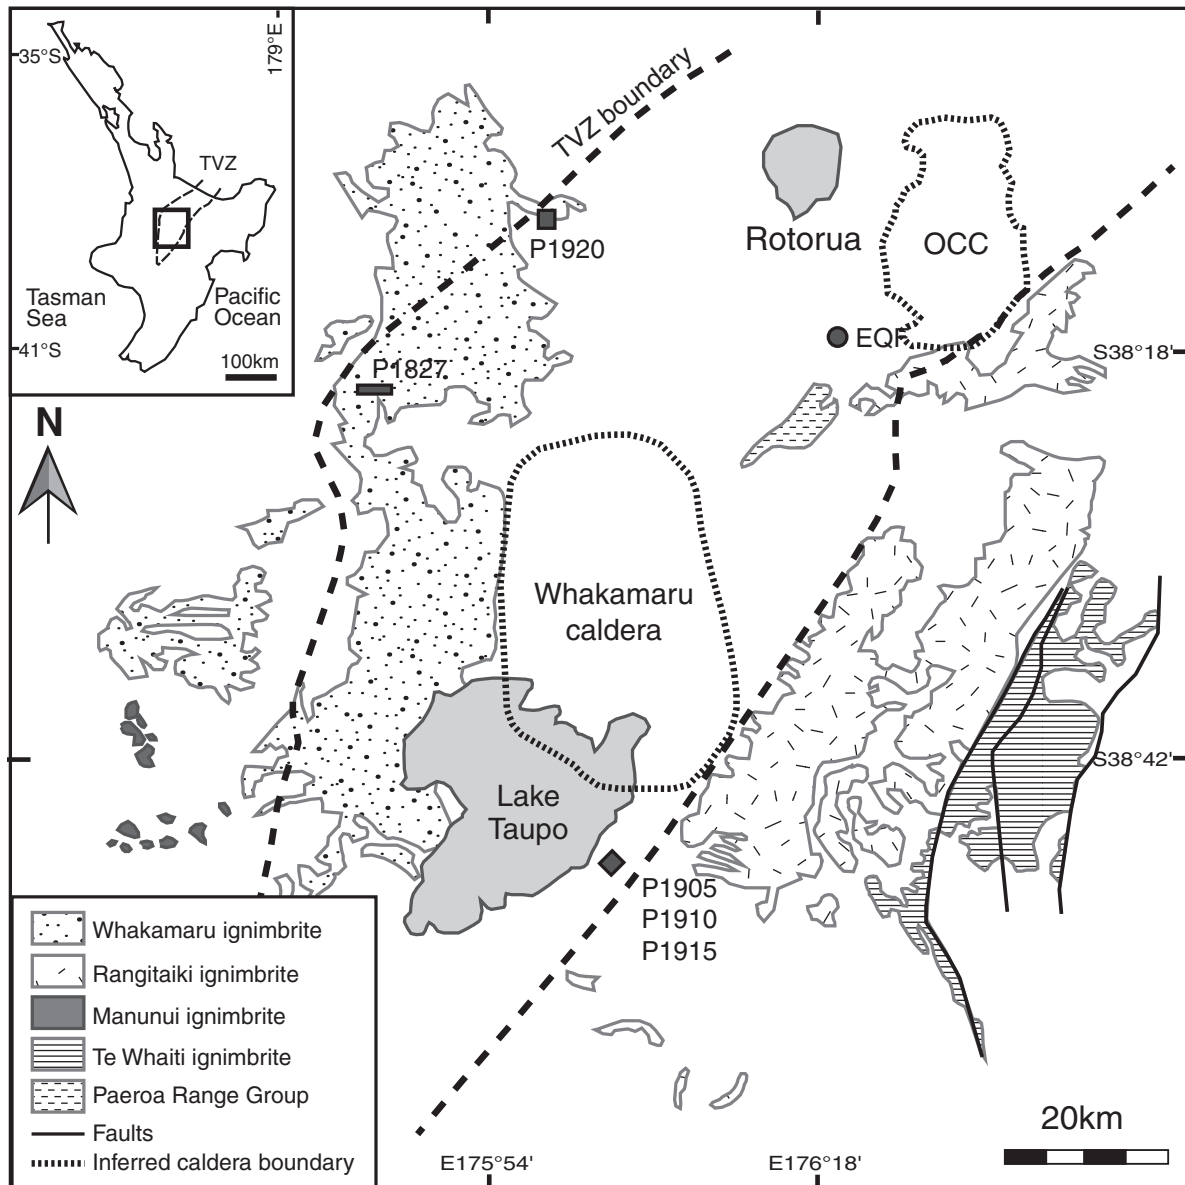 179°E
35°S
TVZ
Tasman
Sea
Pacific
Ocean
41°S
100km
TVZ boundary
P1920
Rotorua
OCC
EQF
S38°18'
P1827
N
Whakamaru
caldera
S38°42'
Lake
Taupo
P1905
P1910
P1915
Whakamaru ignimbrite
Rangitaiki ignimbrite
Manunui ignimbrite
Te Whaiti ignimbrite
Paeroa Range Group
Faults
Inferred caldera boundary
20km
E175°54'
E176°18'